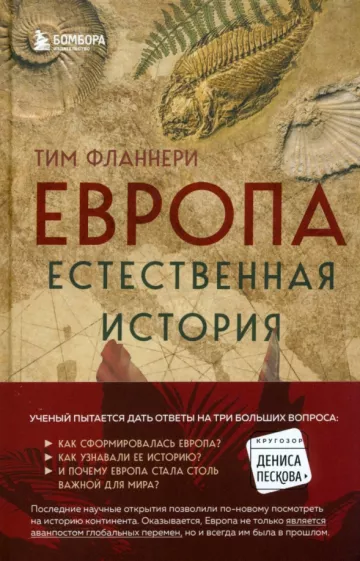 БОМБОРА
ИЗДАТЕЛЬСТВО
ТИМ ФЛАННЕРИ
ЕВРОПА
ЕСТЕСТВЕННАЯ
ИСТОРИЯ
УЧЕНЫЙ ПЫТАЕТСЯ ДАТЬ ОТВЕТЫ НА ТРИ БОЛЬШИХ ВОПРОСА:
КАК СФОРМИРОВАЛАСЬ ЕВРОПА?
КАК УЗНАВАЛИ ЕЕ ИСТОРИЮ?
И ПОЧЕМУ ЕВРОПА СТАЛА СТОЛЬ
ВАЖНОЙ ДЛЯ МИРА?
КРУГОЗОР
ДЕНИСА
ПЕСКОВА
Последние научные открытия позволили по-новому посмотреть
на историю континента. Оказывается, Европа не только является
аванпостом глобальных перемен, но и всегда им была в прошлом.